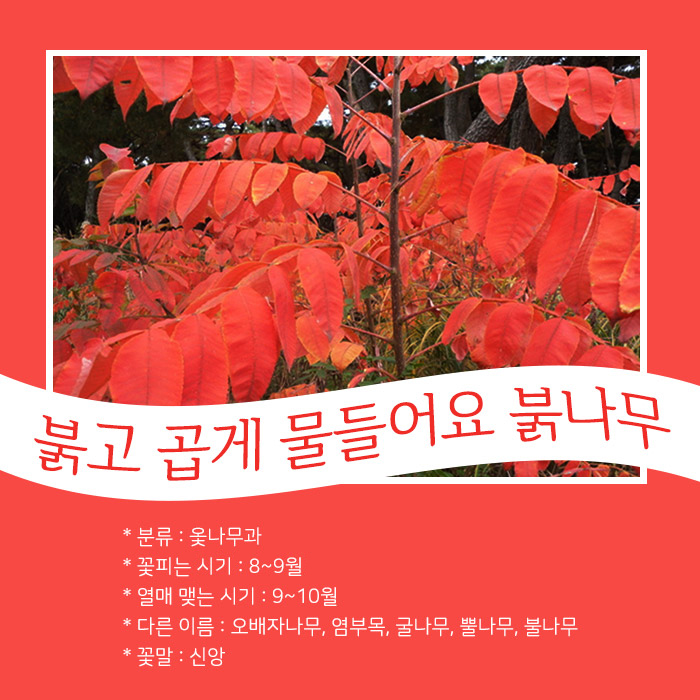 붉고 곱게 물들어요 붉나무
* 분류 : 옻나무과
* 꽃피는 시기 : 8~9월
* 열매 맺는 시기 : 9~10월
* 다른 이름 : 오배자나무, 염부목, 굴나무, 뿔나무, 불나무
* 꽃말 : 신앙